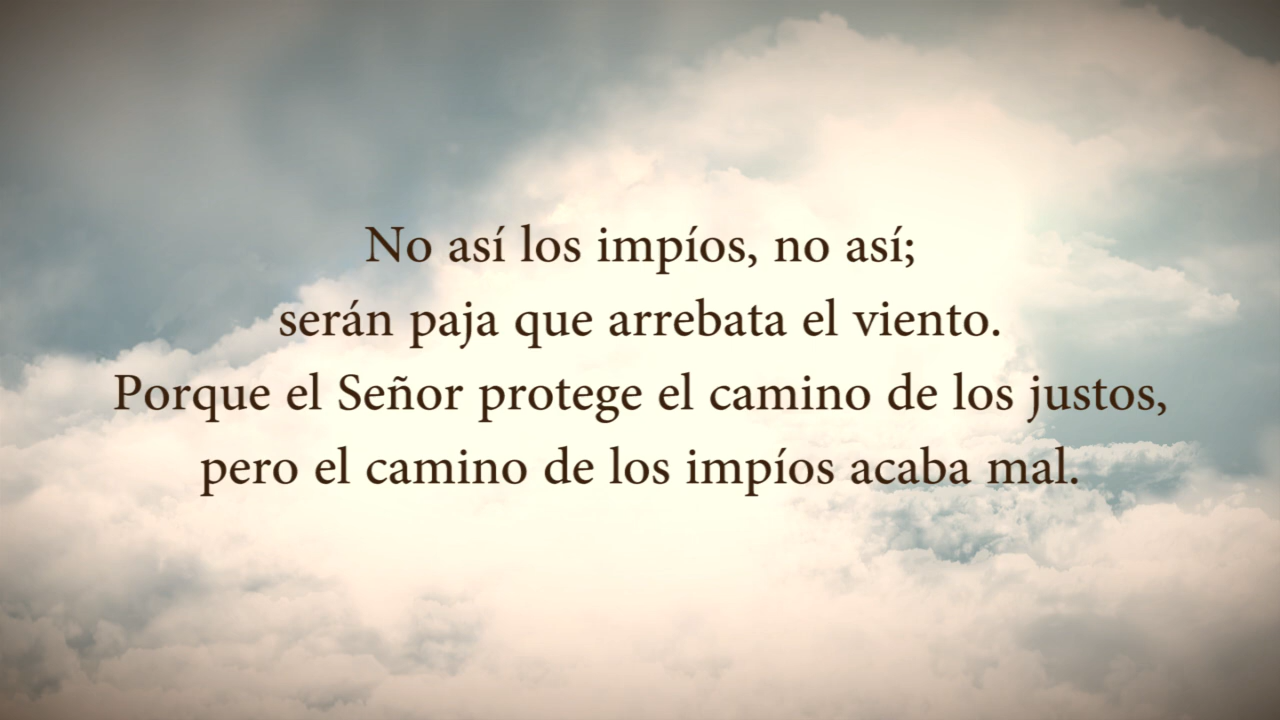 No así los impíos, no así;
serán paja que arrebata el viento.
Porque el Señor protege el camino de los justos,
pero el camino de los impíos acaba mal.